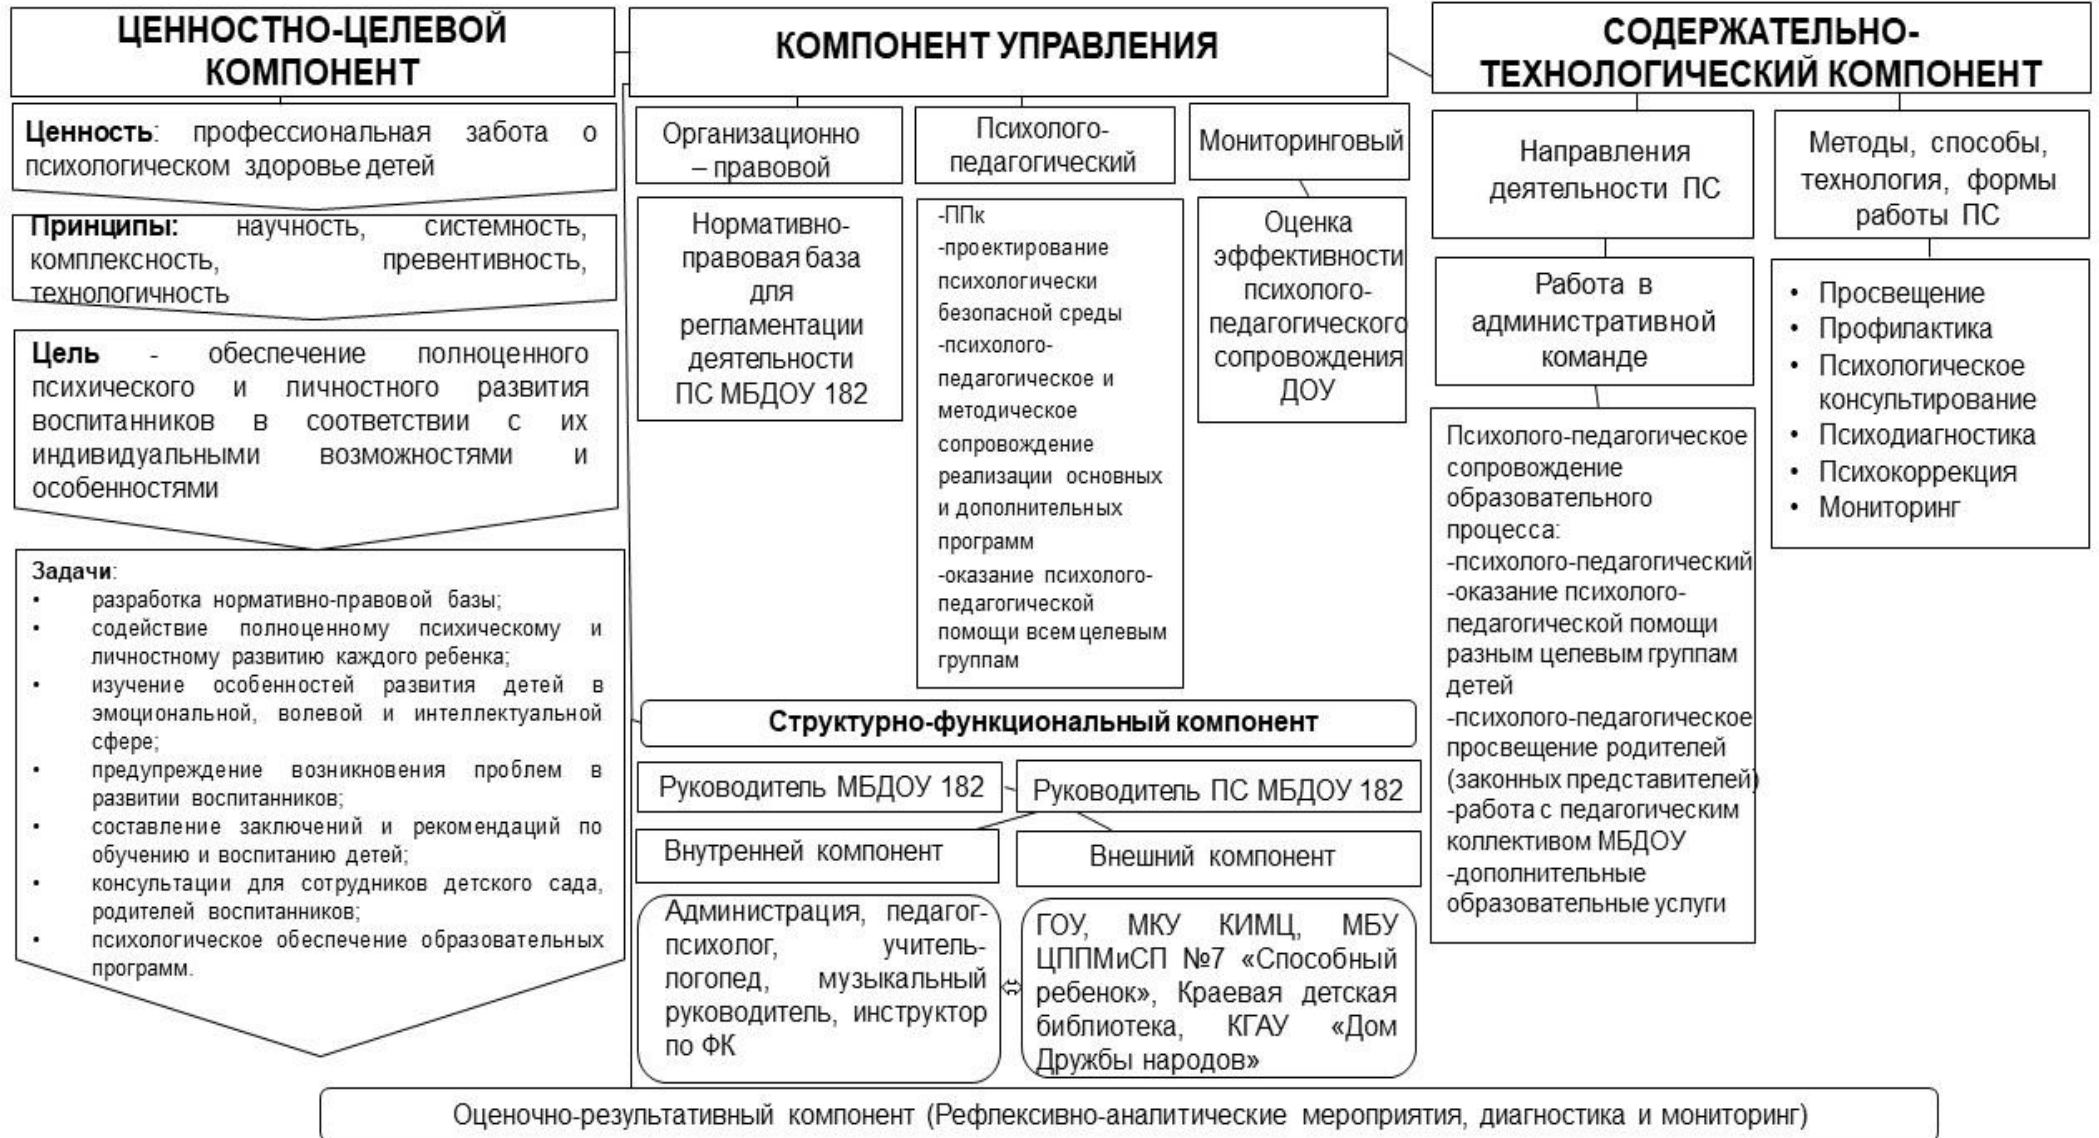 ЦЕННОСТНО-ЦЕЛЕВОЙ
КОМПОНЕНТ
Ценность: профессиональная забота о
психологическом здоровье детей
Принципы: научность, системность,
комплексность, превентивность,
технологичность
Цель - обеспечение полноценного
психического и личностного развития
воспитанников в соответствии с их
индивидуальными возможностями и
особенностями
Задачи:
• разработка нормативно-правовой базы;
• содействие полноценному психическому и
личностному развитию каждого ребенка;
• изучение особенностей развития детей в
эмоциональной, волевой и интеллектуальной
сфере;
• предупреждение возникновения проблем в
развитии воспитанников;
• составление заключений и рекомендаций по
обучению и воспитанию детей;
• консультации для сотрудников детского сада,
родителей воспитанников;
• психологическое обеспечение образовательных
программ.
КОМПОНЕНТ УПРАВЛЕНИЯ
Организационно
– правовой
Нормативно-
правовая база
для
регламентации
деятельности
ПС МБДОУ 182
Психолого-
педагогический
-ППк
-проектирование
психологически
безопасной среды
-психолого-
педагогическое и
методическое
сопровождение
реализации основных
и дополнительных
программ
-оказание психолого-
педагогической
помощи всем целевым
группам
Мониторинговый
Оценка
эффективности
психолого-
педагогического
сопровождения
ДОУ
Структурно-функциональный компонент
Руководитель МБДОУ 182
Руководитель ПС МБДОУ 182
Внутренней компонент
Внешний компонент
Администрация, педагог-
психолог, учитель-
логопед, музыкальный
руководитель, инструктор
по ФК
ГОУ, МКУ КИМЦ, МБУ
ЦППМиСП №7 «Способный
ребенок», Краевая детская
библиотека, КГАУ «Дом
Дружбы народов»
СОДЕРЖАТЕЛЬНО-
ТЕХНОЛОГИЧЕСКИЙ КОМПОНЕНТ
Направления
деятельности ПС
Работа в
административной
команде
Психолого-педагогическое
сопровождение
образовательного
процесса:
-психолого-педагогический
-оказание психолого-
педагогической помощи
разным целевым группам
детей
-психолого-педагогическое
просвещение родителей
(законных представителей)
-работа с педагогическим
коллективом МБДОУ
-дополнительные
образовательные услуги
Методы, способы,
технология, формы
работы ПС
• Просвещение
• Профилактика
• Психологическое
консультирование
• Психодиагностика
• Психокоррекция
• Мониторинг
Оценочно-результативный компонент (Рефлексивно-аналитические мероприятия, диагностика и мониторинг)